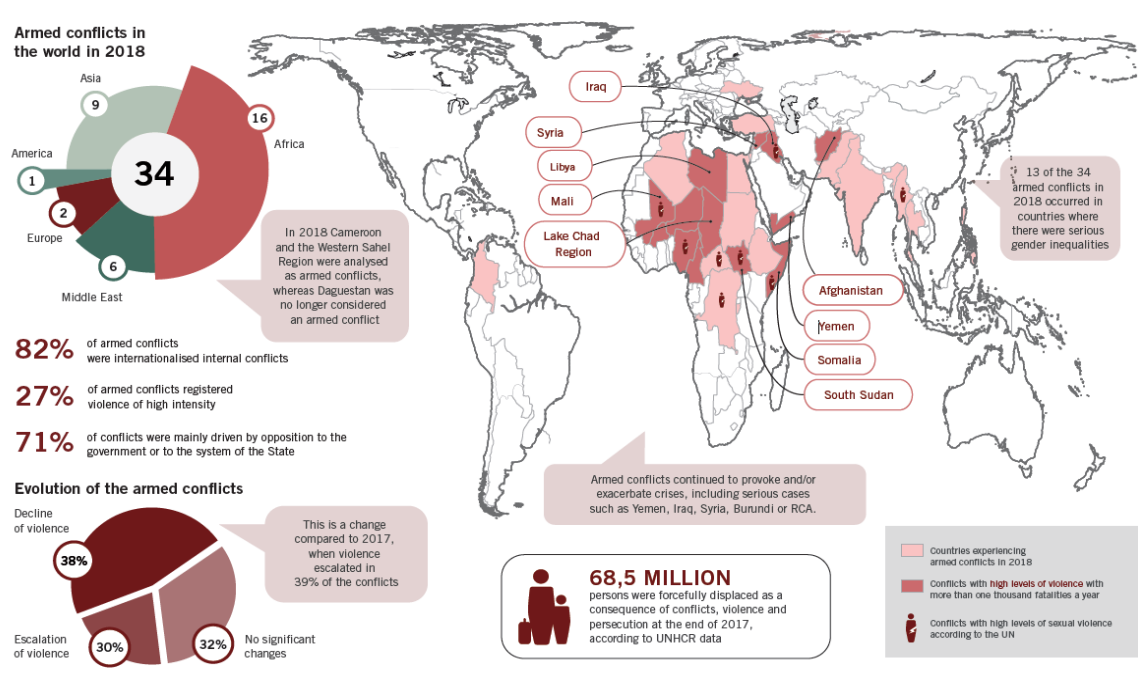 Armed conflicts in
the world in 2018
Asia
9
16
Africa
America
1
34
2
Europe
6
Middle East
In 2018 Cameroon
and the Western Sahel
Region were analysed
as armed conflicts,
whereas Daguestan was
no longer considered
an armed conflict
82%
of armed conflicts
were internationalised internal conflicts
27%
of armed conflicts registered
violence of high intensity
71%
of conflicts were mainly driven by opposition to the
government or to the system of the State
Evolution of the armed conflicts
Decline
of violence
38%
This is a change
compared to 2017,
when violence
escalated in
39% of the conflicts
Escalation
of violence
30%
32%
No significant
changes
Iraq
Syria
Libya
Mali
Lake Chad
Region
Afghanistan
Yemen
Somalia
South Sudan
13 of the 34
armed conflicts in
2018 occurred in
countries where
there were serious
gender inequalities
Armed conflicts continued to provoke and/or
exacerbate crises, including serious cases
such as Yemen, Iraq, Syria, Burundi or RCA.
68,5 MILLION
persons were forcefully displaced as a
consequence of conflicts, violence and
persecution at the end of 2017,
according to UNHCR data
Countries experiencing
armed conflicts in 2018
Conflicts with high levels of violence with
more than one thousand fatalities a year
Conflicts with high levels of sexual violence
according to the UN